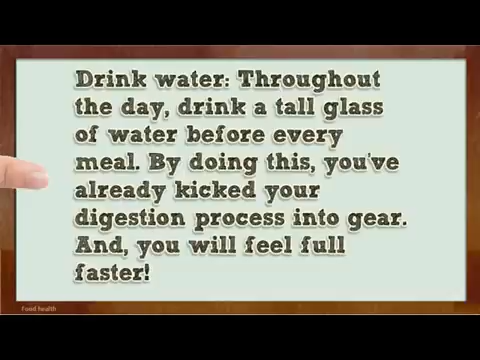 Drink water: Throughout
the day, drink a tall glass
of water before every
meal. By doing this, you've
already kicked your
digestion process into gear.
And, you will feel full
faster!
Food health